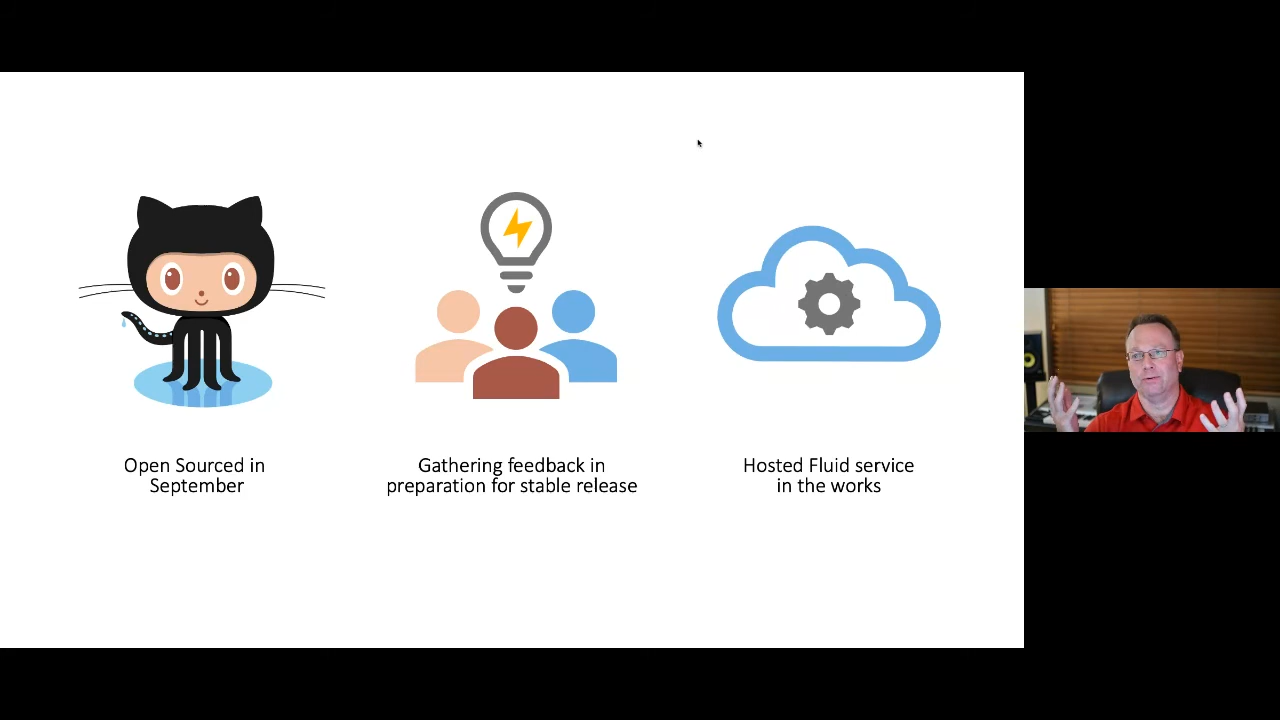 Open Sourced in
September
Gathering feedback in
preparation for stable release
Hosted Fluid service
in the works